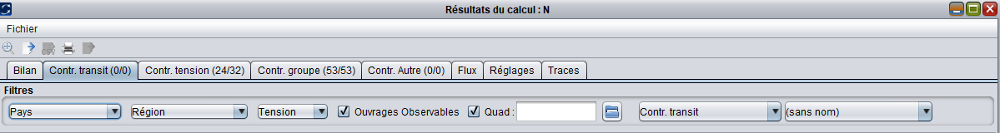 Résultats du calcul : N
Fichier
Bilan Contr. transit (0/0) Contr. tension (24/32) Contr. groupe (53/53) Contr. Autre (0/0) Flux Réglages Traces
Filtres
Pays Région Tension Ouvrages Observables Quad : Contr. transit (sans nom)